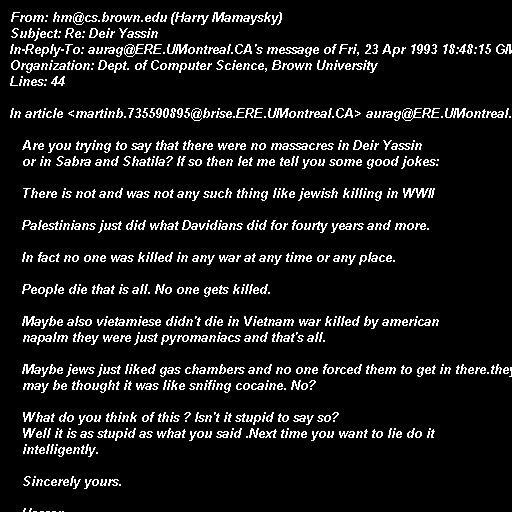 From: hm@cs.brown.edu (Harry Mamaysky)
Subject: Re: Deir Yassin
In-Reply-To: aurag@ERE.UMontreal.CA's message of Fri, 23 Apr 1993 18:48:15 GM
Organization: Dept. of Computer Science, Brown University
Lines: 44

In article <martinb.735590895@brise.ERE.UMontreal.CA> aurag@ERE.UMontreal.

Are you trying to say that there were no massacres in Deir Yassin
or in Sabra and Shatila? If so then let me tell you some good jokes:

There is not and was not any such thing like jewish killing in WWII

Palestinians just did what Davidians did for fourty years and more.

In fact no one was killed in any war at any time or any place.

People die that is all. No one gets killed.

Maybe also vietamiese didn't die in Vietnam war killed by american
napalm they were just pyromaniacs and that's all.

Maybe jews just liked gas chambers and no one forced them to get in there.they
may be thought it was like snifing cocaine. No?

What do you think of this ? Isn't it stupid to say so?
Well it is as stupid as what you said .Next time you want to lie do it
intelligently.

Sincerely yours.